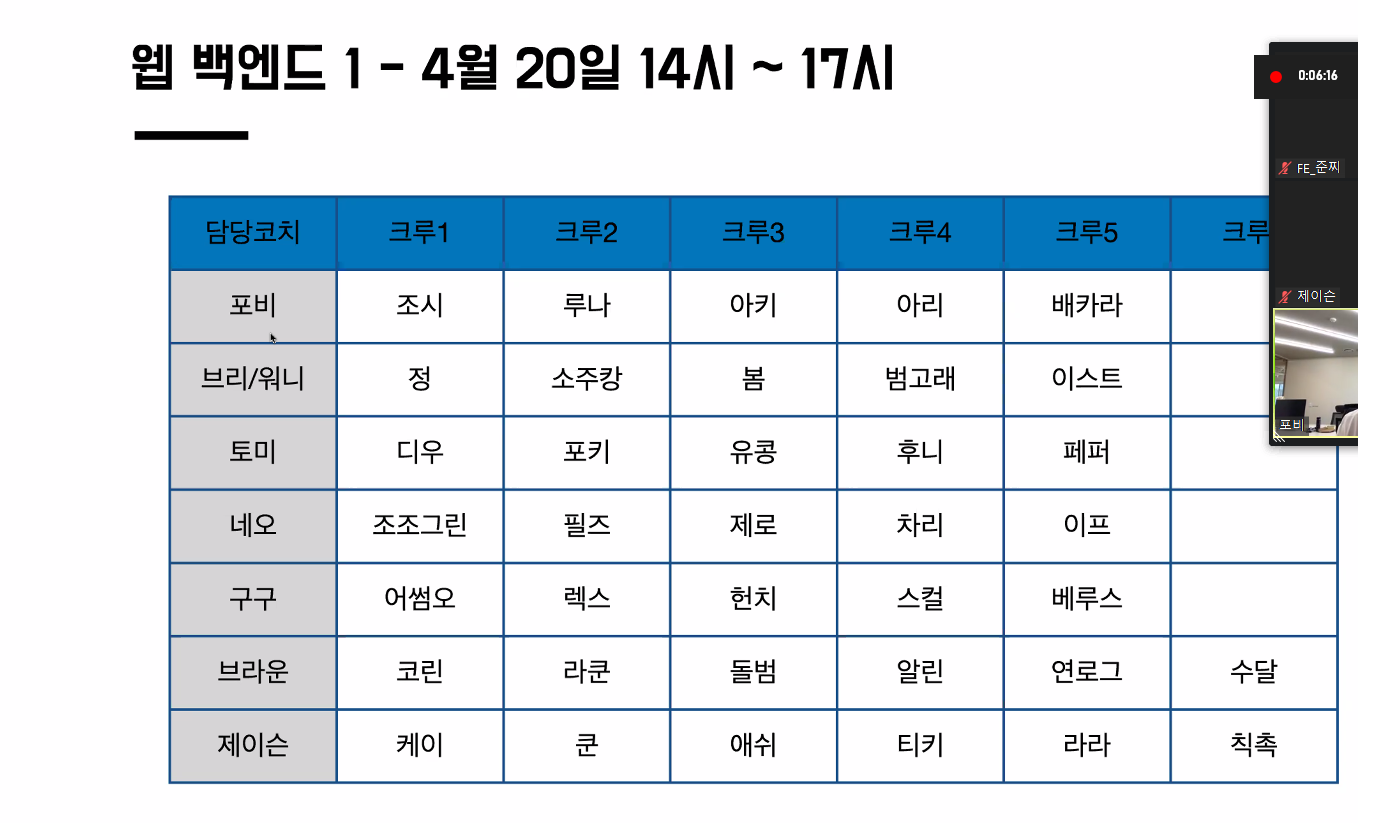 웹 백엔드 1 - 4월 20일 14시 ~ 17시
0:06:16
FE_준찌
제이슨
포비
담당코치 크루1 크루2 크루3 크루4 크루5 크루
포비 조시 루나 아키 아리 배카라
브리/워니 정 소주캉 봄 범고래 이스트
토미 디우 포키 유콩 후니 페퍼
네오 조조그린 필즈 제로 차리 이프
구구 어썸오 렉스 헌치 스컬 베루스
브라운 코린 라쿤 돌범 알린 연로그 수달
제이슨 케이 쿤 애쉬 티키 라라 칙촉